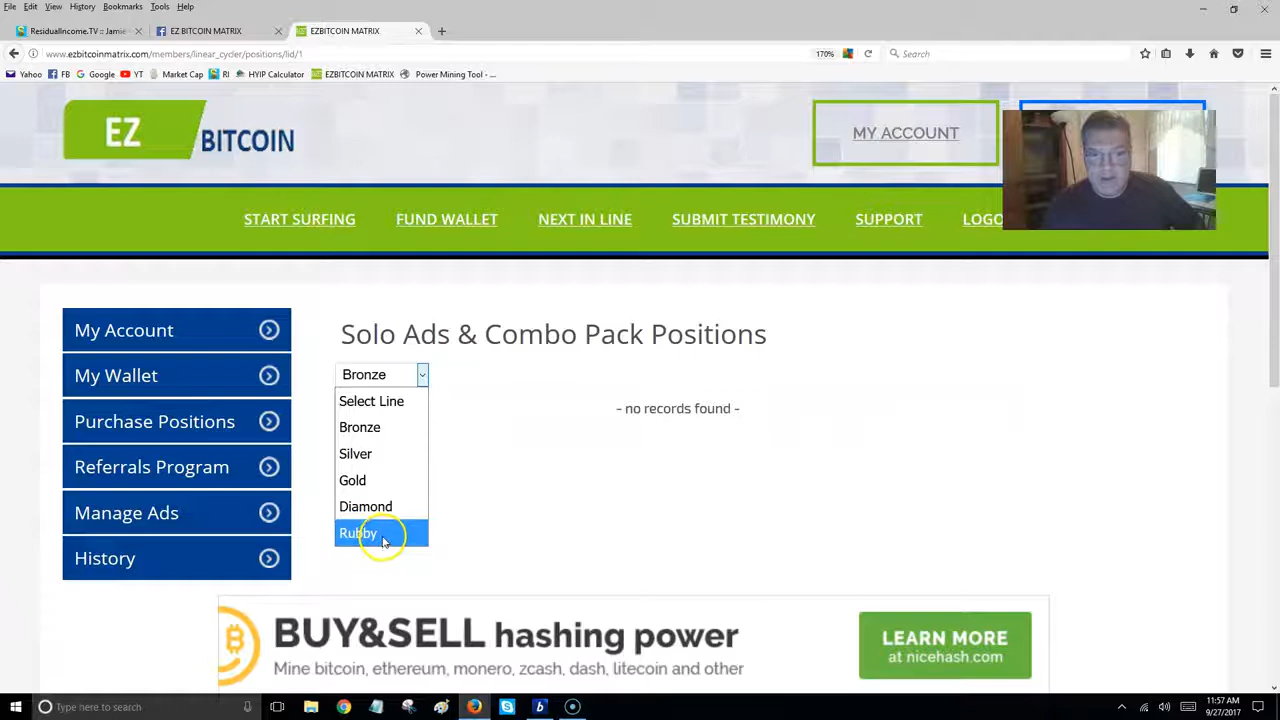 File Edit View History Bookmarks Tools Help
ResidualIncome.TV :: Jamie
EZ BITCOIN MATRIX
EZBITCOIN MATRIX
www.ezbitcoinmatrix.com/members/linear_cycler/positions/lid/1
170%
Search
Yahoo FB Google YT Market Cap RI HYIP Calculator EZBITCOIN MATRIX Power Mining Tool - ...
EZ BITCOIN
MY ACCOUNT
START SURFING FUND WALLET NEXT IN LINE SUBMIT TESTIMONY SUPPORT LOGO
My Account
My Wallet
Purchase Positions
Referrals Program
Manage Ads
History
Solo Ads & Combo Pack Positions
Bronze
Select Line
Bronze
Silver
Gold
Diamond
Rubby
- no records found -
BUY&SELL hashing power
Mine bitcoin, ethereum, monero, zcash, dash, litecoin and other
LEARN MORE
at nicehash.com
Type here to search
11:57 AM
9/27/2017